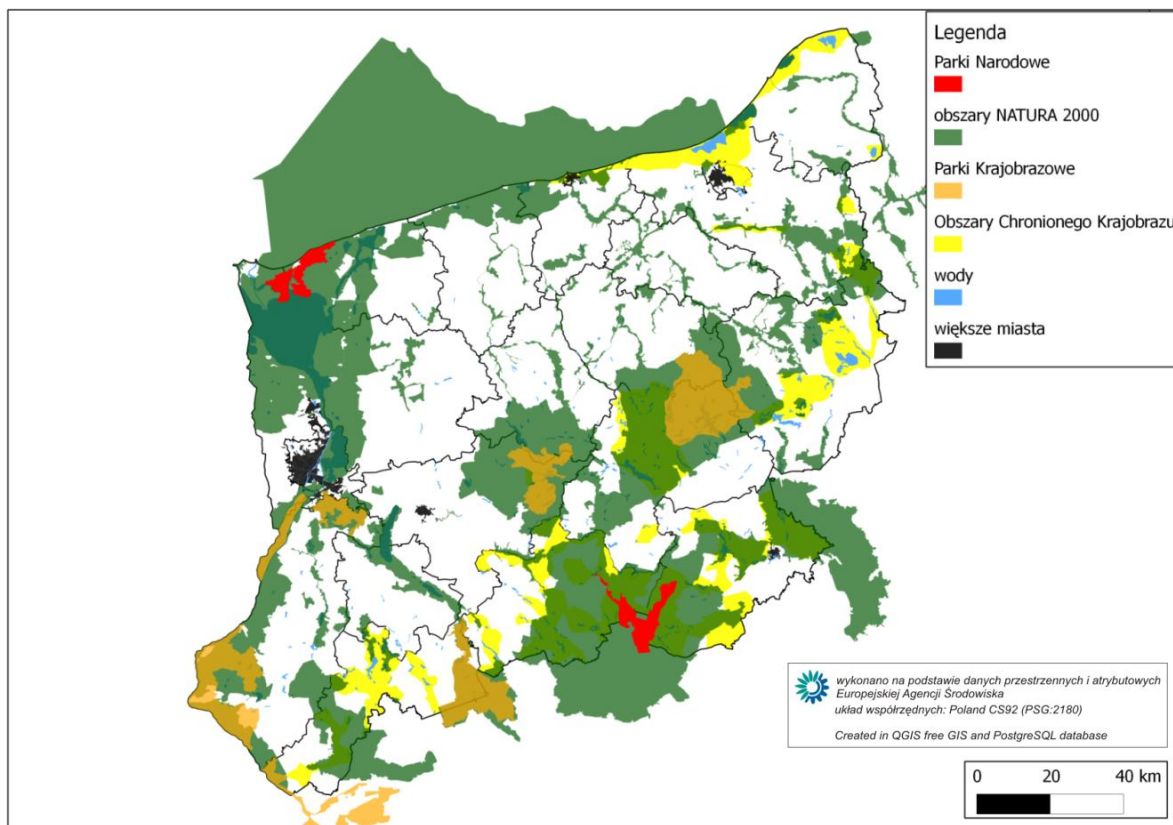 Legenda
Parki Narodowe
obszary NATURA 2000
Parki Krajobrazowe
Obszary Chronionego Krajobrazu
wody
większe miasta
wykonano na podstawie danych przestrzennych i atrybutowych
Europejskiej Agencji Środowiska
układ współrzędnych: Poland CS92 (PSG:2180)
Created in QGIS free GIS and PostgreSQL database
0 20 40 km